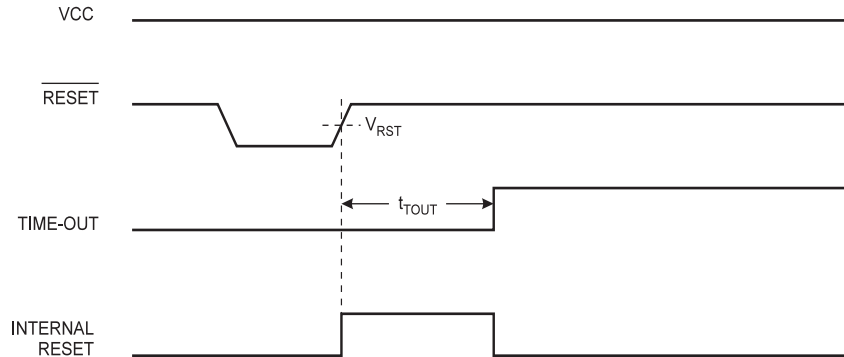 VCC
RESET
V_RST
t_TOUT
TIME-OUT
INTERNAL
RESET